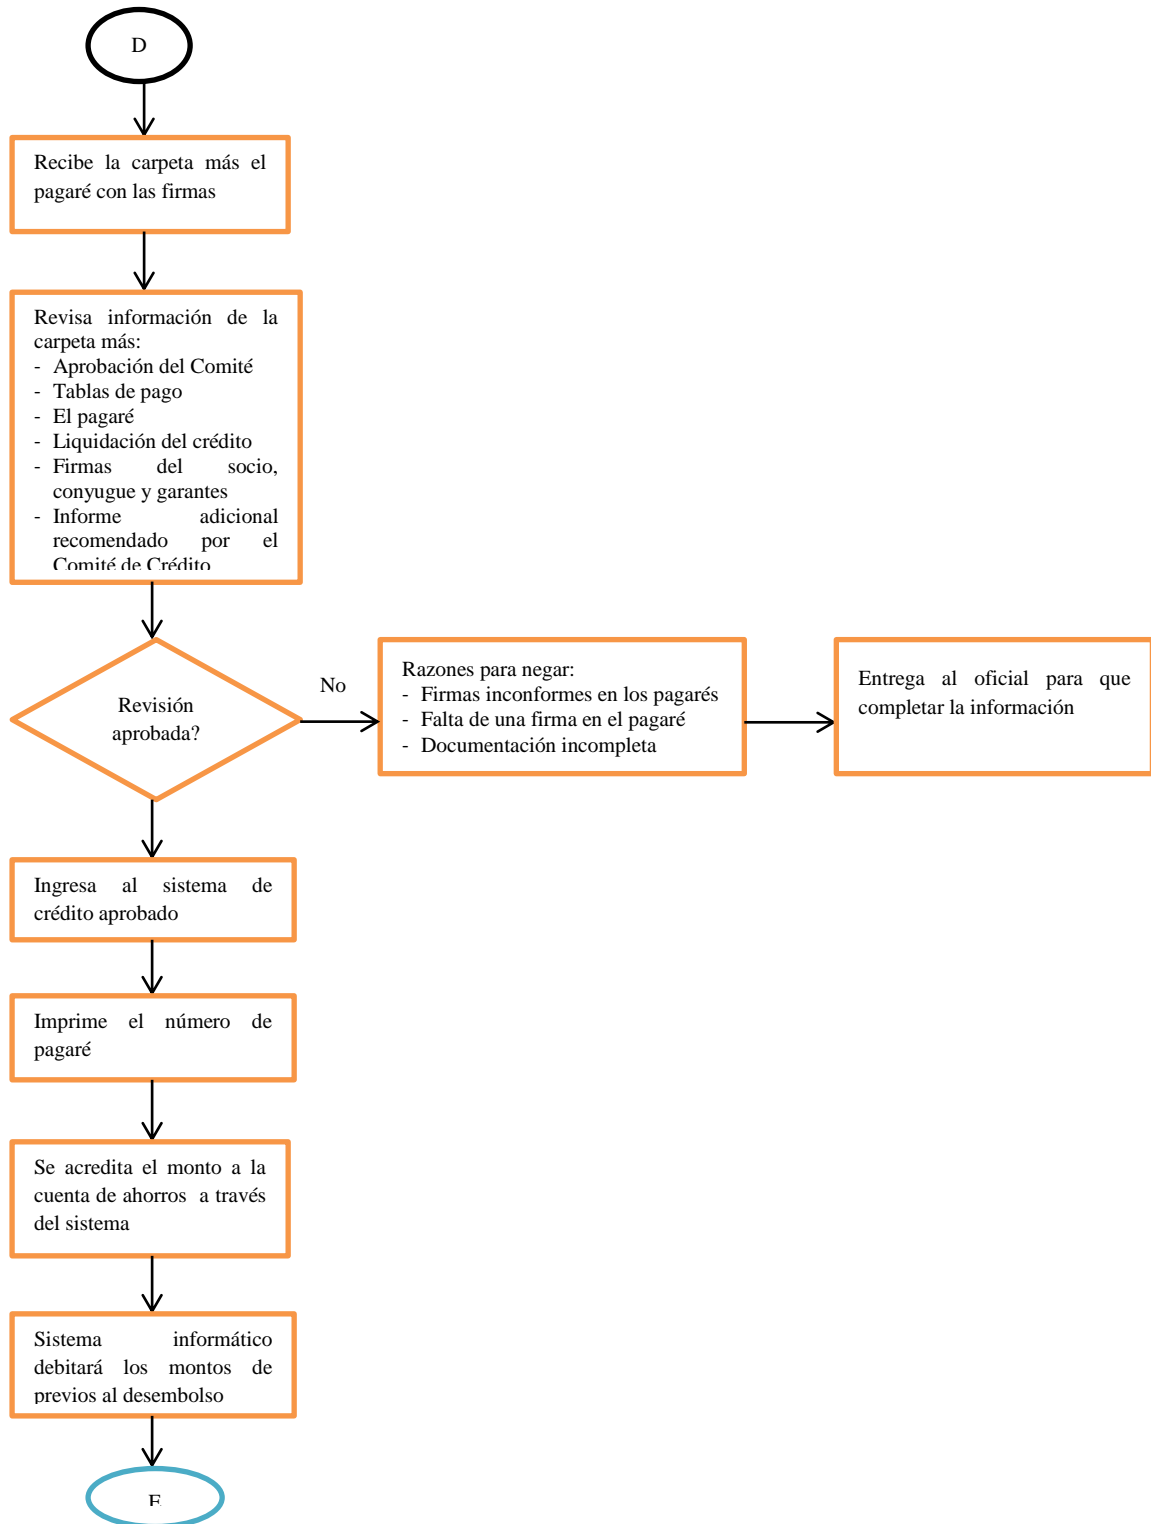 D
Recibe la carpeta más el
pagaré con las firmas
Revisa información de la
carpeta más:
- Aprobación del Comité
- Tablas de pago
- El pagaré
- Liquidación del crédito
- Firmas del socio,
conyugue y garantes
- Informe adicional
recomendado por el
Comité de Crédito
Revisión
aprobada?
No
Razones para negar:
- Firmas inconformes en los pagarés
- Falta de una firma en el pagaré
- Documentación incompleta
Entrega al oficial para que
completar la información
Ingresa al sistema de
crédito aprobado
Imprime el número de
pagaré
Se acredita el monto a la
cuenta de ahorros a través
del sistema
Sistema informático
debitará los montos de
previos al desembolso
E